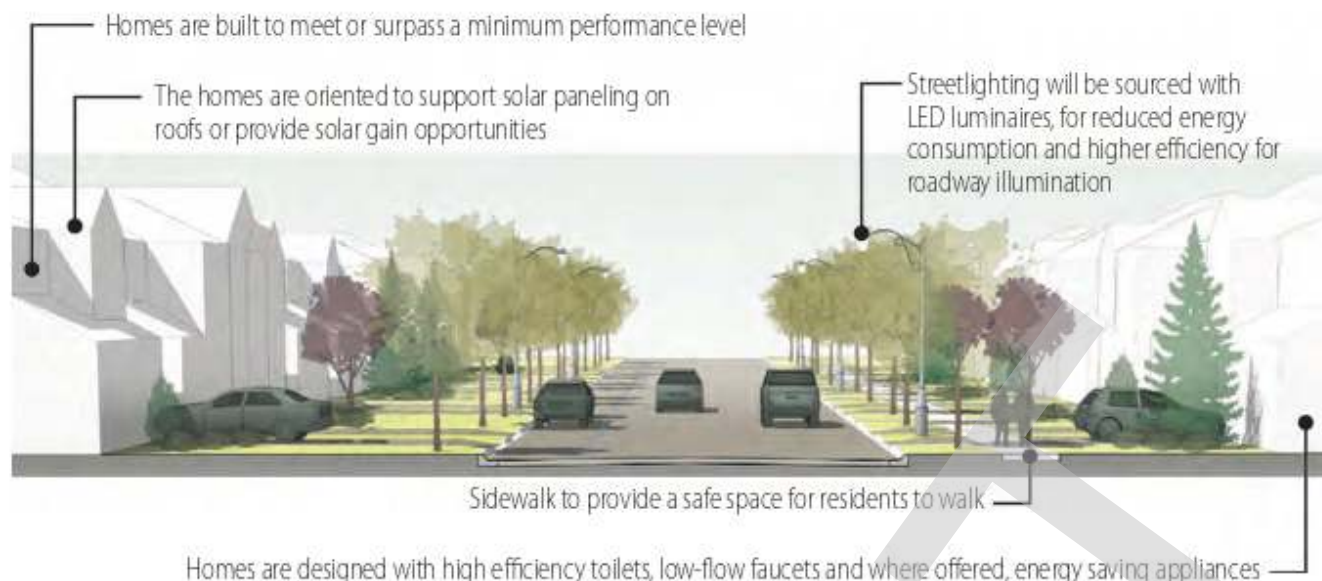 Homes are built to meet or surpass a minimum performance level
The homes are oriented to support solar paneling on
roofs or provide solar gain opportunities
Streetlighting will be sourced with
LED luminaires, for reduced energy
consumption and higher efficiency for
roadway illumination
Sidewalk to provide a safe space for residents to walk
Homes are designed with high efficiency toilets, low-flow faucets and where offered, energy saving appliances